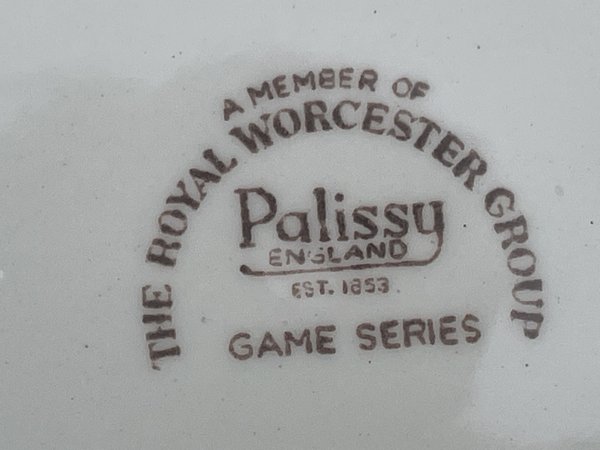 A MEMBER OF
THE ROYAL WORCESTER GROUP
Palissy
ENGLAND
EST. 1853
GAME SERIES